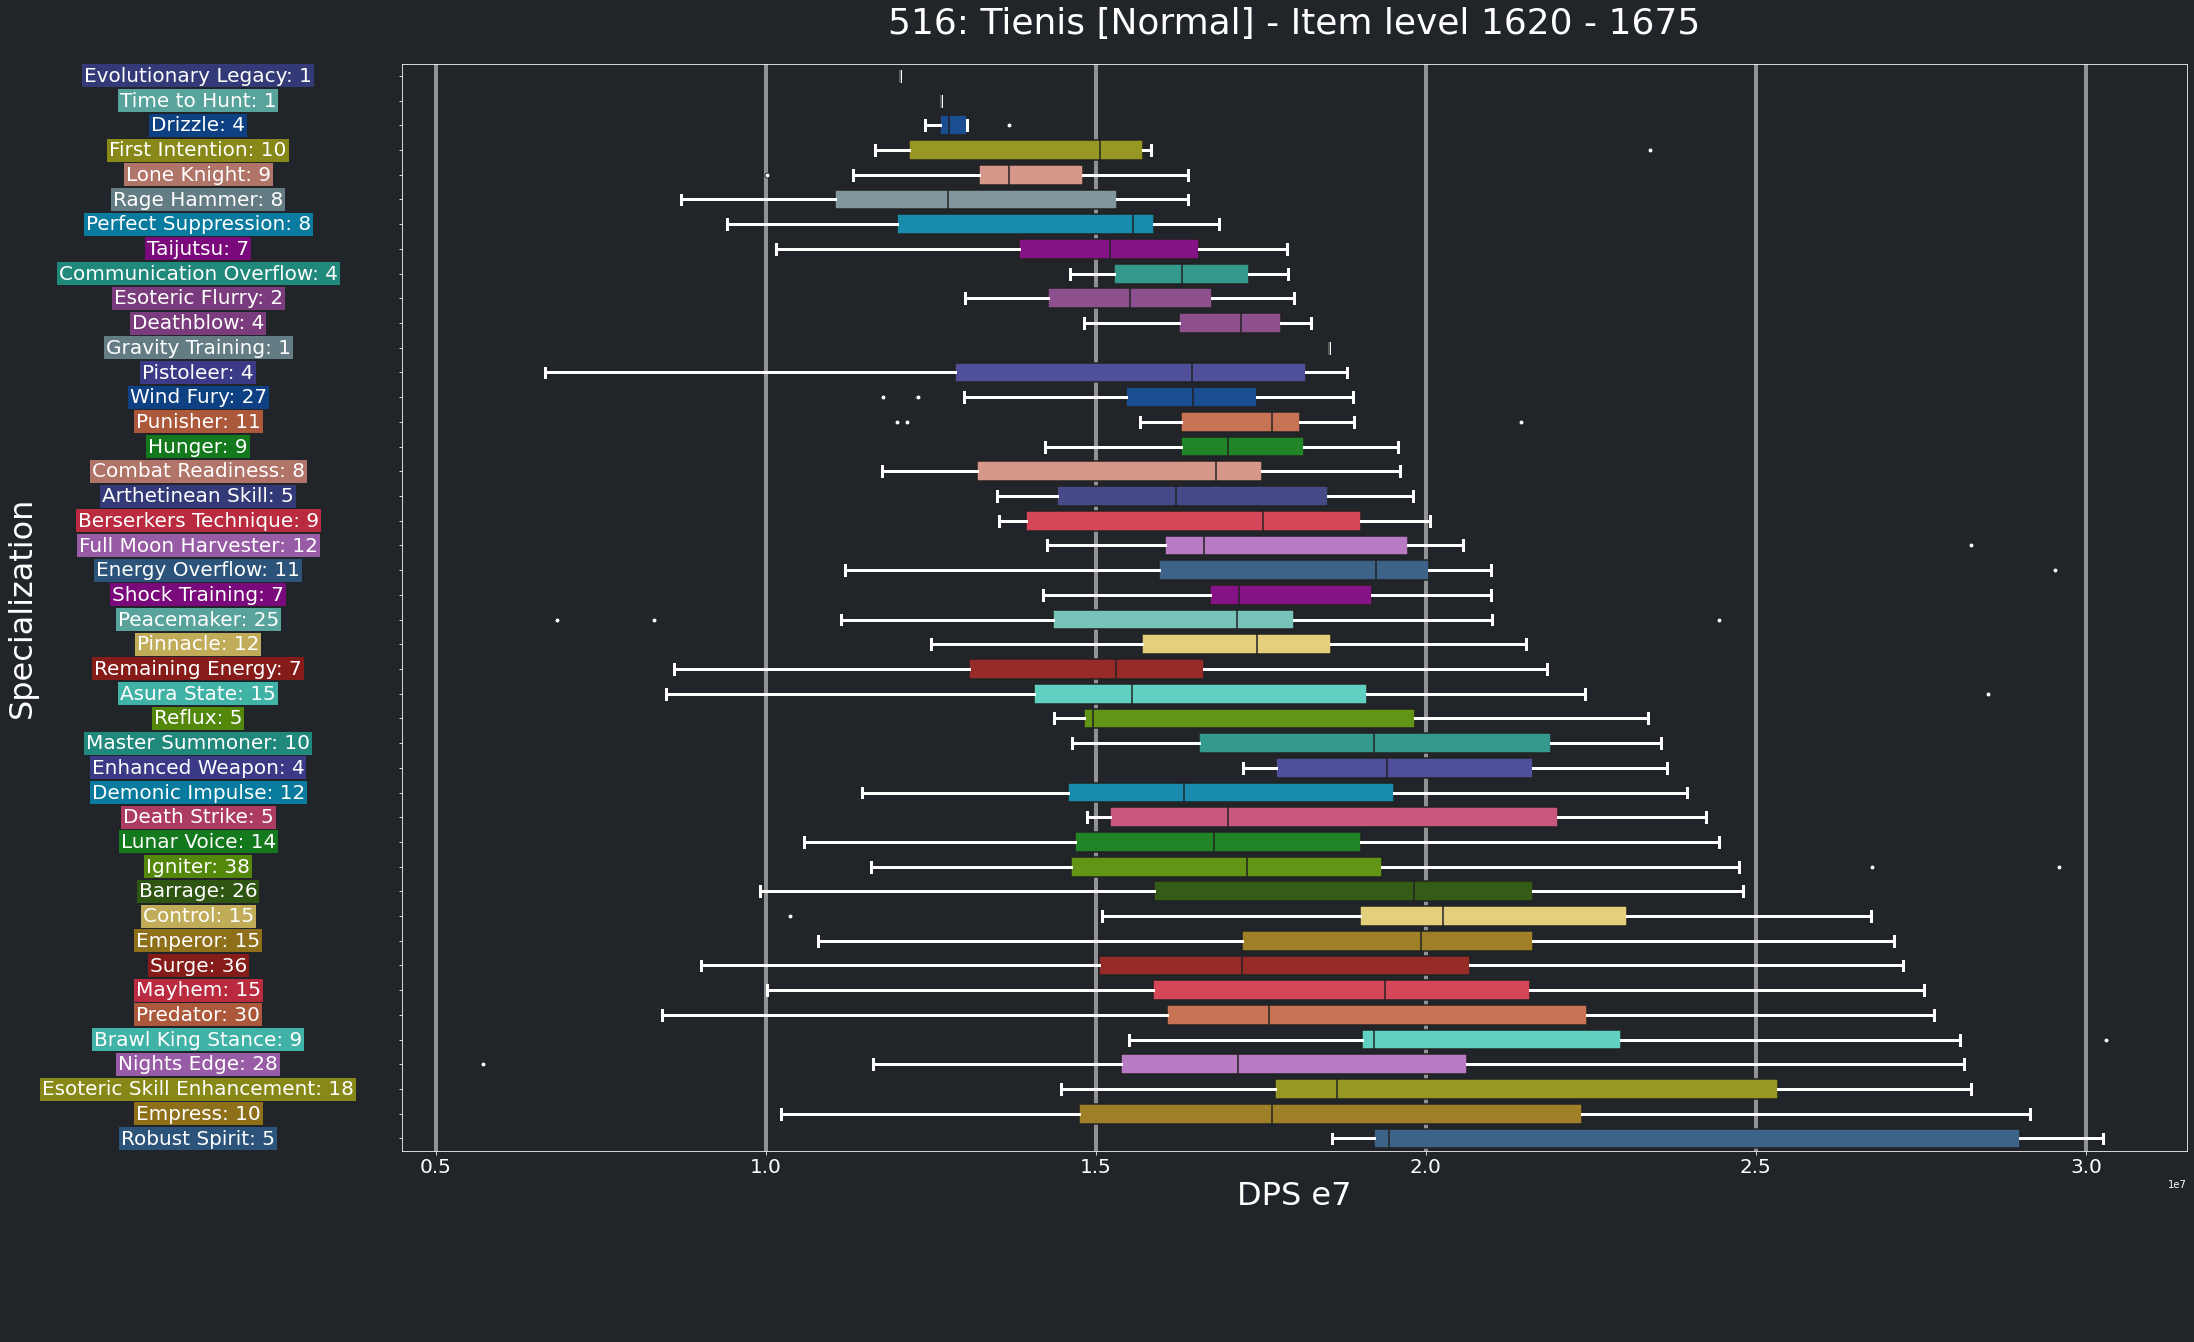 516: Tienis [Normal] - Item level 1620 - 1675
Specialization
Evolutionary Legacy: 1
Time to Hunt: 1
Drizzle: 4
First Intention: 10
Lone Knight: 9
Rage Hammer: 8
Perfect Suppression: 8
Taijutsu: 7
Communication Overflow: 4
Esoteric Flurry: 2
Deathblow: 4
Gravity Training: 1
Pistoleer: 4
Wind Fury: 27
Punisher: 11
Hunger: 9
Combat Readiness: 8
Arthetinean Skill: 5
Berserkers Technique: 9
Full Moon Harvester: 12
Energy Overflow: 11
Shock Training: 7
Peacemaker: 25
Pinnacle: 12
Remaining Energy: 7
Asura State: 15
Reflux: 5
Master Summoner: 10
Enhanced Weapon: 4
Demonic Impulse: 12
Death Strike: 5
Lunar Voice: 14
Igniter: 38
Barrage: 26
Control: 15
Emperor: 15
Surge: 36
Mayhem: 15
Predator: 30
Brawl King Stance: 9
Nights Edge: 28
Esoteric Skill Enhancement: 18
Empress: 10
Robust Spirit: 5
0.5 1.0 1.5 2.0 2.5 3.0
1e7
DPS e7